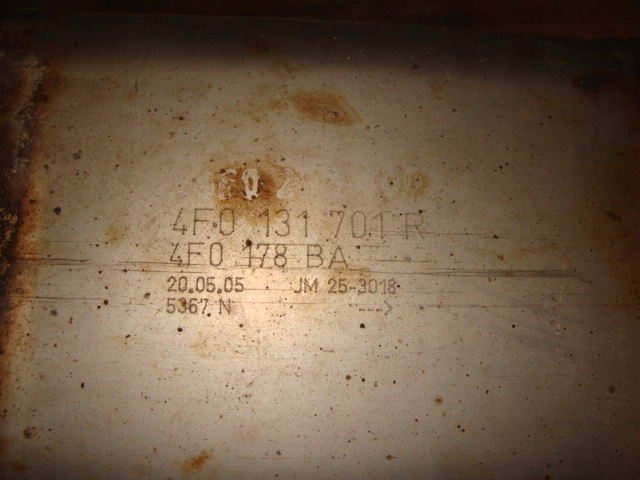 4F0 131 701 R
4F0 178 BA
20.05.05 JM 25-3018
5367 N --->